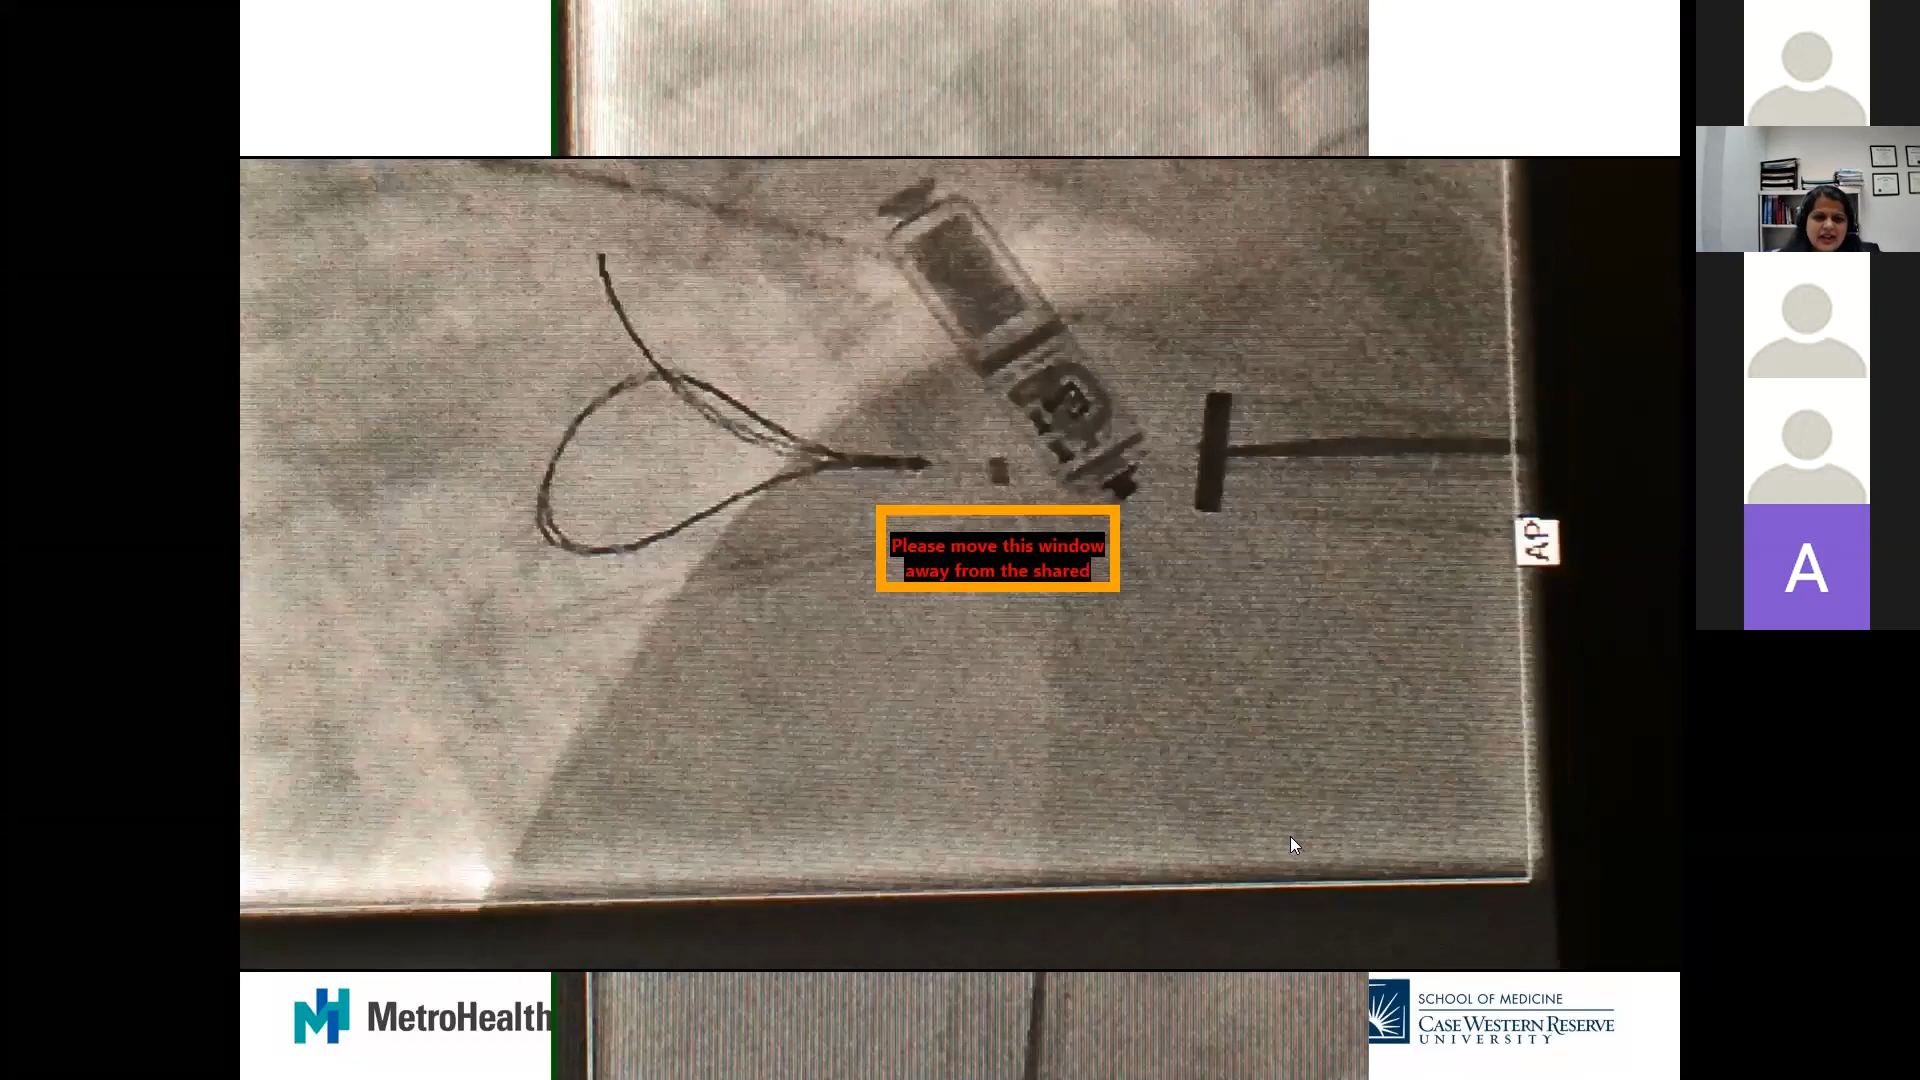 Please move this window
away from the shared
AP
A
MetroHealth
SCHOOL OF MEDICINE
CASE WESTERN RESERVE
UNIVERSITY